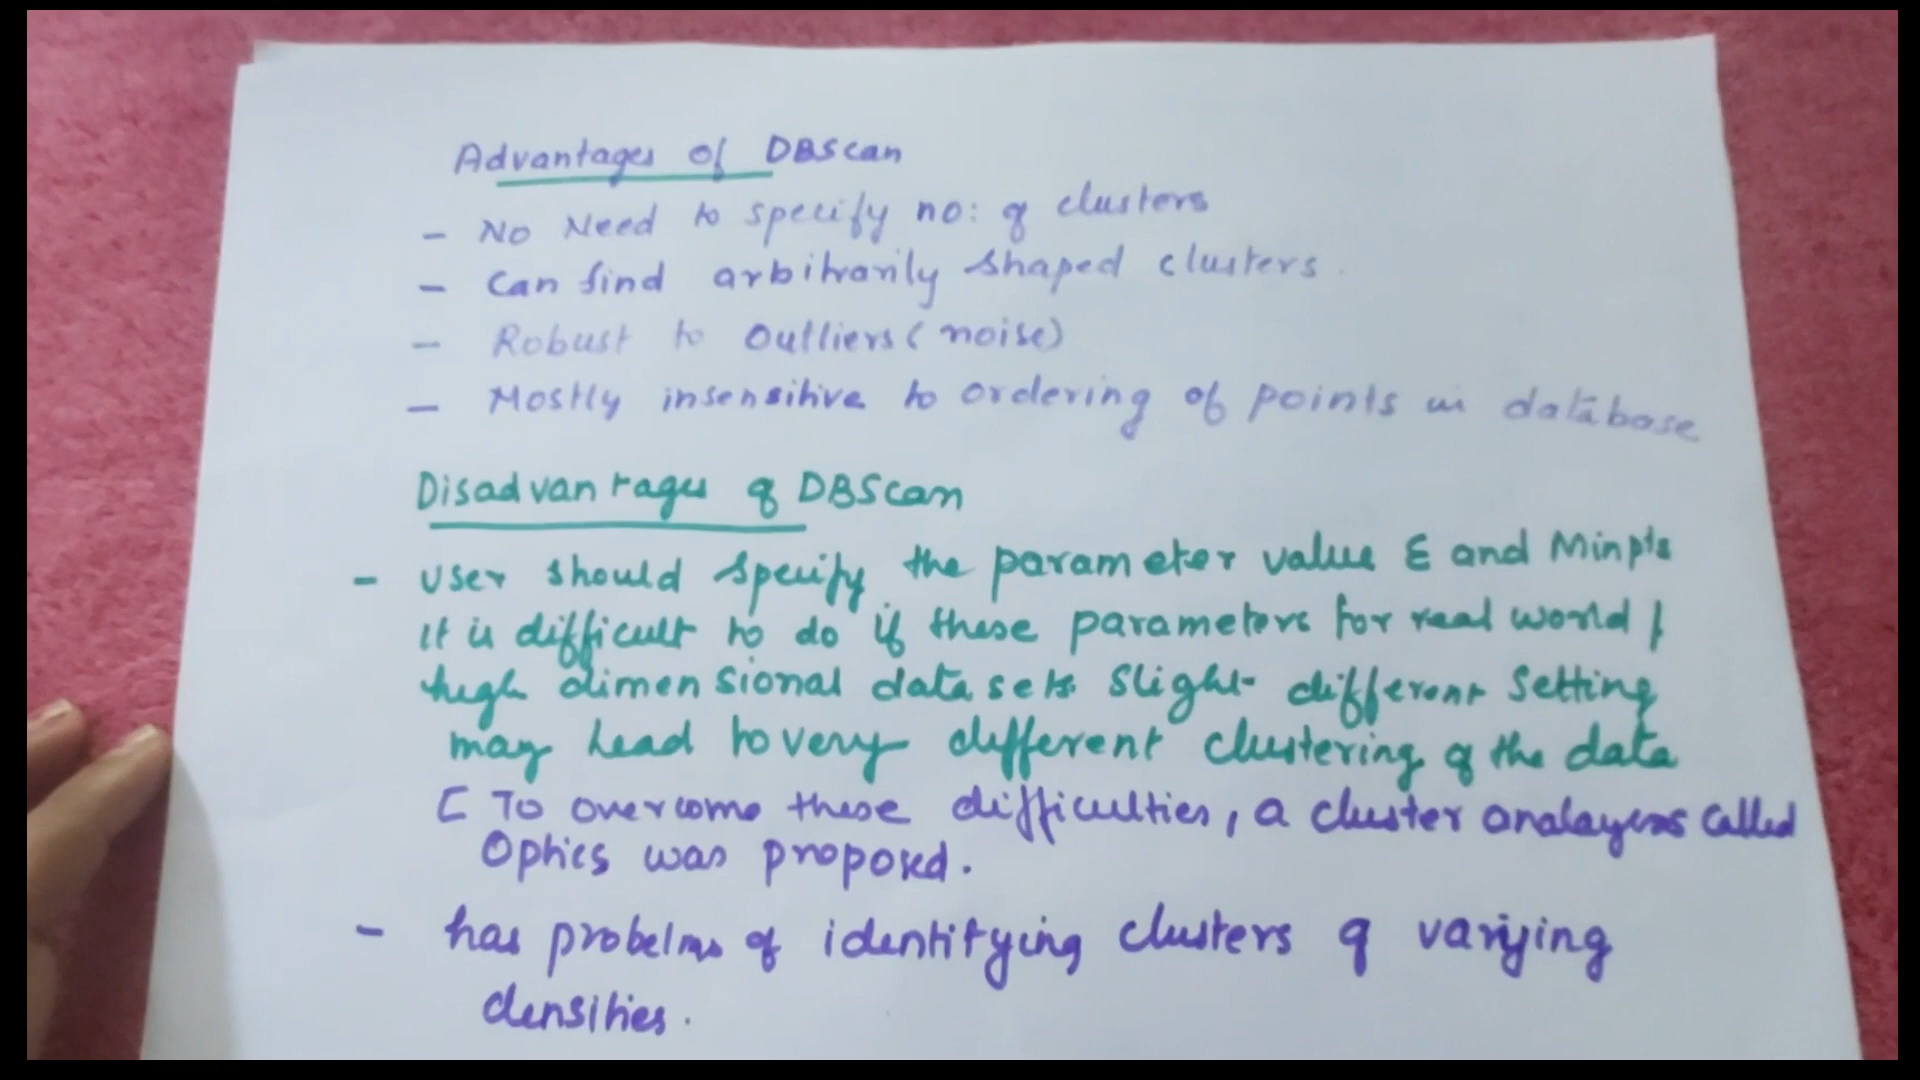 Advantages of DBScan
- No Need to specify no: of clusters
- Can find arbitrarily shaped clusters.
- Robust to Outliers (noise)
- Mostly insensitive to ordering of points in database
Disadvantages of DBScan
- User should specify the parameter value ε and Minpts
It is difficult to do if these parameters for real world /
high dimensional data sets. Slight different Setting
may lead to very different clustering of the data
[ To overcome these difficulties, a cluster called
Optics was proposed.
- has probelms of identifying clusters of varying
densities.